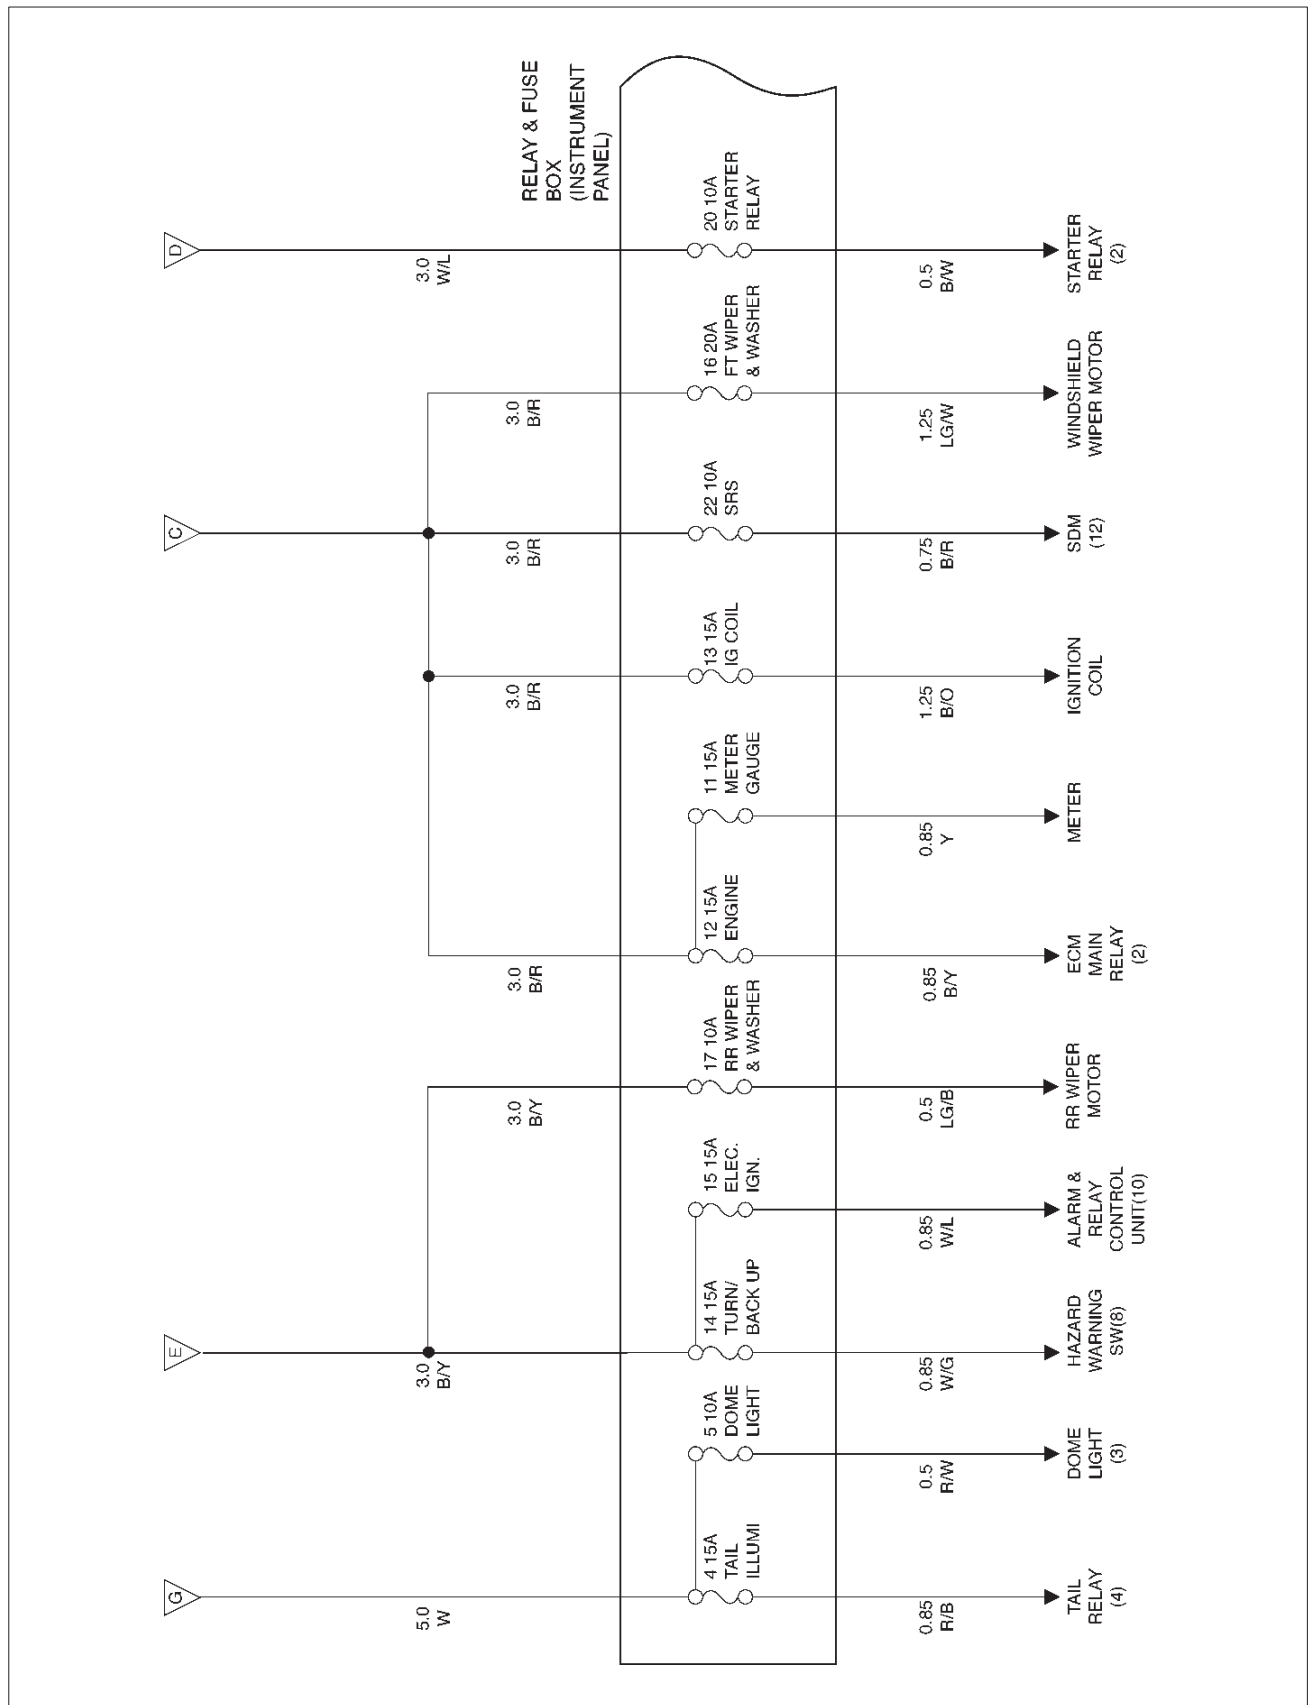 G
E
C
D
5.0
W
3.0
B/Y
3.0
W/L
RELAY & FUSE
BOX
(INSTRUMENT
PANEL)
3.0
B/Y
3.0
B/R
3.0
B/R
3.0
B/R
3.0
B/R
4 15A
TAIL
ILLUMI
5 10A
DOME
LIGHT
14 15A
TURN/
BACK UP
15 15A
ELEC.
IGN.
17 10A
RR WIPER
& WASHER
12 15A
ENGINE
11 15A
METER
GAUGE
13 15A
IG COIL
22 10A
SRS
16 20A
FT WIPER
& WASHER
20 10A
STARTER
RELAY
0.85
R/B
0.5
R/W
0.85
W/G
0.85
W/L
0.5
LG/B
0.85
B/Y
0.85
Y
1.25
B/O
0.75
B/R
1.25
LG/W
0.5
B/W
TAIL
RELAY
(4)
DOME
LIGHT
(3)
HAZARD
WARNING
SW(8)
ALARM &
RELAY
CONTROL
UNIT(10)
RR WIPER
MOTOR
ECM
MAIN
RELAY
(2)
METER
IGNITION
COIL
SDM
(12)
WINDSHIELD
WIPER MOTOR
STARTER
RELAY
(2)